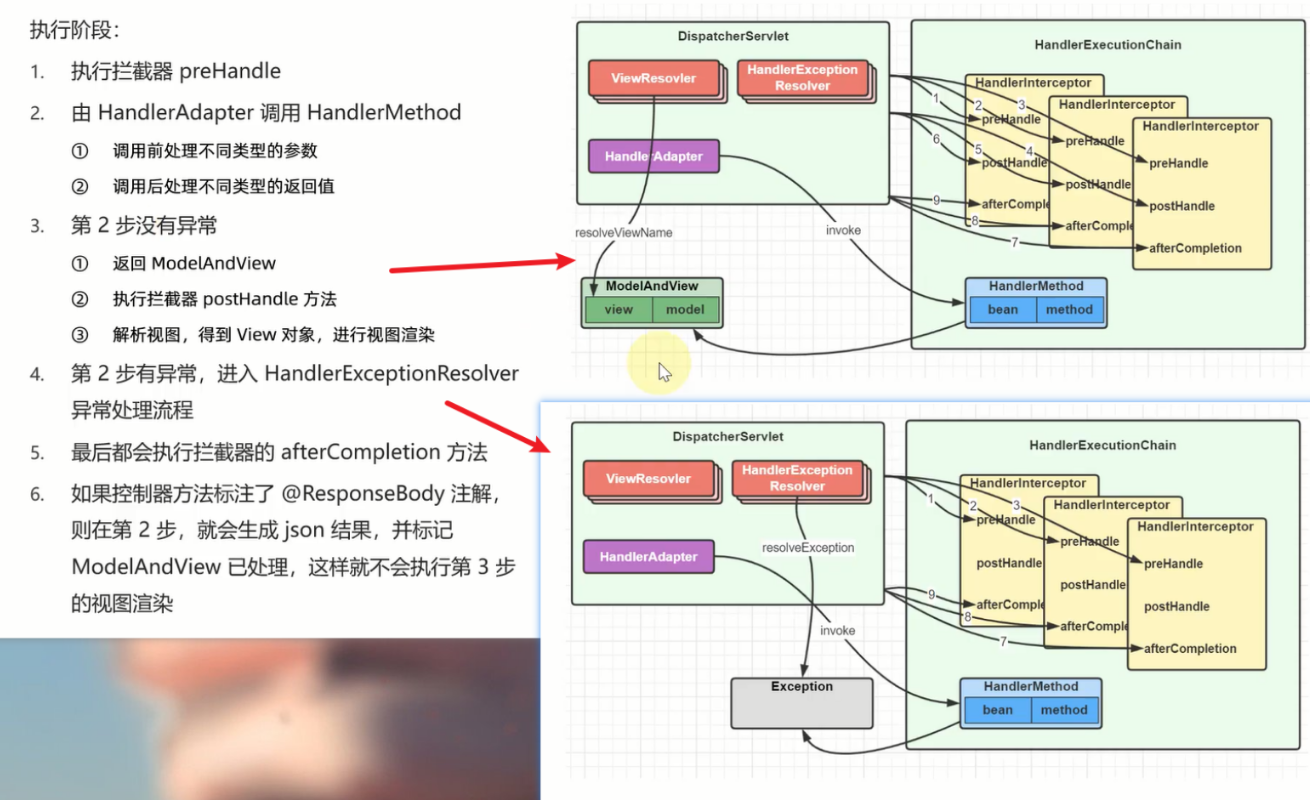 执行阶段：
1. 执行拦截器 preHandle
2. 由 HandlerAdapter 调用 HandlerMethod
① 调用前处理不同类型的参数
② 调用后处理不同类型的返回值
3. 第 2 步没有异常
① 返回 ModelAndView
② 执行拦截器 postHandle 方法
③ 解析视图，得到 View 对象，进行视图渲染
4. 第 2 步有异常，进入 HandlerExceptionResolver
异常处理流程
5. 最后都会执行拦截器的 afterCompletion 方法
6. 如果控制器方法标注了 @ResponseBody 注解，
则在第 2 步，就会生成 json 结果，并标记
ModelAndView 已处理，这样就不会执行第 3 步
的视图渲染
DispatcherServlet
ViewResovler
HandlerException
Resolver
HandlerAdapter
resolveViewName
invoke
ModelAndView
view
model
HandlerExecutionChain
HandlerInterceptor
HandlerInterceptor
HandlerInterceptor
1
2
3
preHandle
preHandle
preHandle
6
5
4
postHandle
postHandle
postHandle
9
8
7
afterComple
afterComple
afterCompletion
HandlerMethod
bean
method
DispatcherServlet
ViewResovler
HandlerException
Resolver
HandlerAdapter
resolveException
invoke
Exception
HandlerExecutionChain
HandlerInterceptor
HandlerInterceptor
HandlerInterceptor
1
2
3
preHandle
preHandle
preHandle
postHandle
postHandle
postHandle
9
8
7
afterComple
afterComple
afterCompletion
HandlerMethod
bean
method